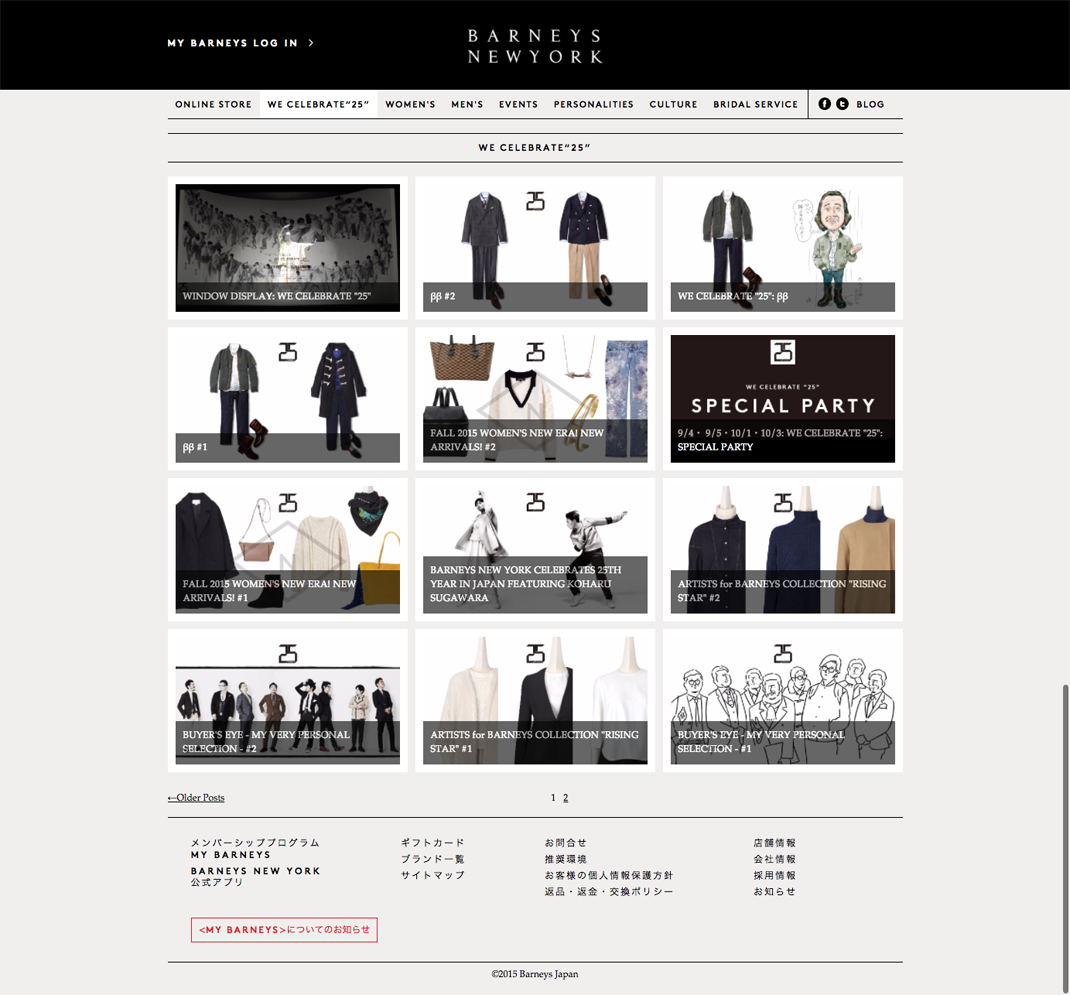 MY BARNEYS LOG IN >
BARNEYS
NEWYORK
ONLINE STORE WE CELEBRATE“25” WOMEN'S MEN'S EVENTS PERSONALITIES CULTURE BRIDAL SERVICE BLOG
WE CELEBRATE“25”
WINDOW DISPLAY: WE CELEBRATE "25"
25
ββ #2
WE CELEBRATE "25": ββ
25
ββ #1
25
FALL 2015 WOMEN'S NEW ERA! NEW
ARRIVALS! #2
25
WE CELEBRATE “25”
SPECIAL PARTY
9/4・ 9/5・10/1・10/3: WE CELEBRATE "25":
SPECIAL PARTY
25
FALL 2015 WOMEN'S NEW ERA! NEW
ARRIVALS! #1
25
BARNEYS NEW YORK CELEBRATES 25TH
YEAR IN JAPAN FEATURING KOHARU
SUGAWARA
25
ARTISTS for BARNEYS COLLECTION "RISING
STAR" #2
25
BUYER'S EYE - MY VERY PERSONAL
SELECTION - #2
25
ARTISTS for BARNEYS COLLECTION "RISING
STAR" #1
25
BUYER'S EYE - MY VERY PERSONAL
SELECTION - #1
←Older Posts
1 2
メンバーシッププログラム
MY BARNEYS
BARNEYS NEW YORK
公式アプリ
ギフトカード
ブランド一覧
サイトマップ
お問合せ
推奨環境
お客様の個人情報保護方針
返品・返金・交換ポリシー
店舗情報
会社情報
採用情報
お知らせ
<MY BARNEYS>についてのお知らせ
©2015 Barneys Japan